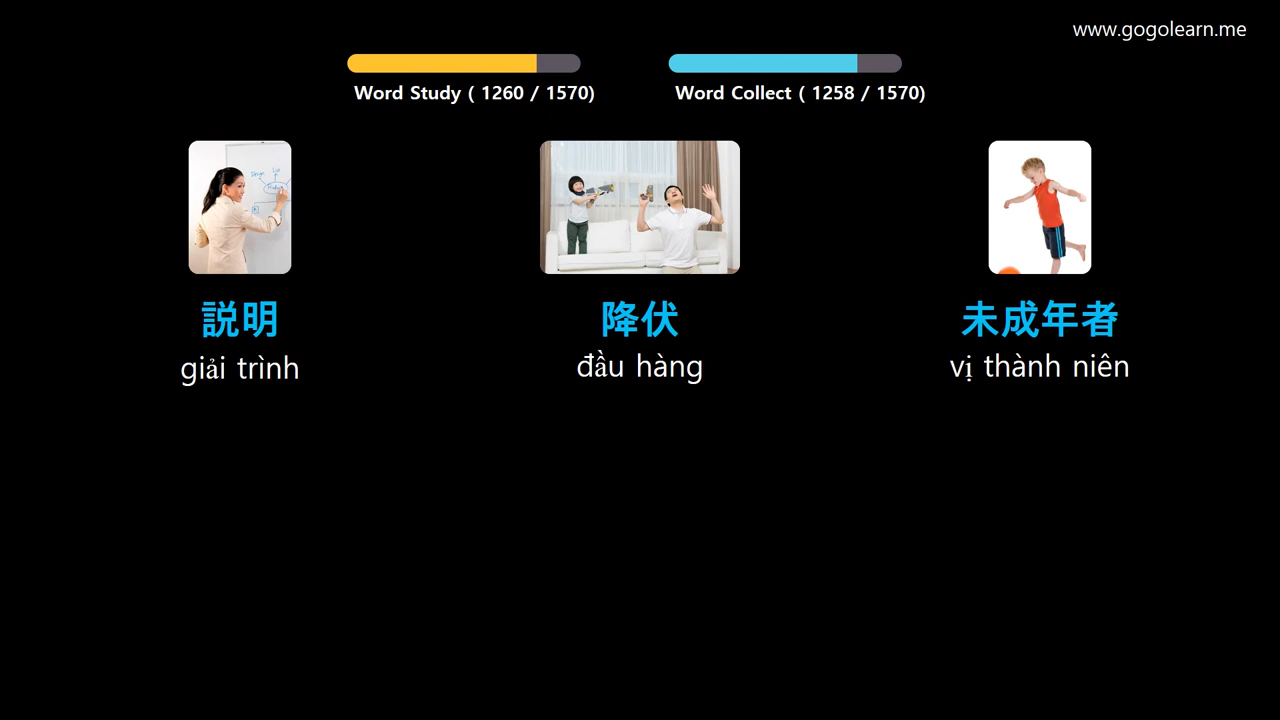 www.gogolearn.me
Word Study ( 1260 / 1570)
Word Collect ( 1258 / 1570)
説明
giải trình
降伏
đầu hàng
未成年者
vị thành niên